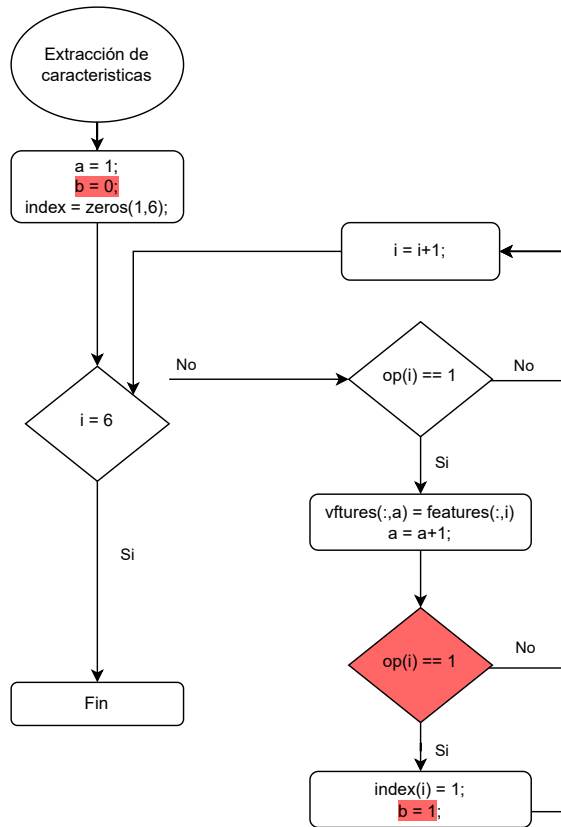 Extracción de
caracteristicas
a = 1;
b = 0;
index = zeros(1,6);
i = i+1;
No
op(i) == 1
No
i = 6
Si
vftures(:,a) = features(:,i)
a = a+1;
Si
op(i) == 1
No
Fin
Si
index(i) = 1;
b = 1;